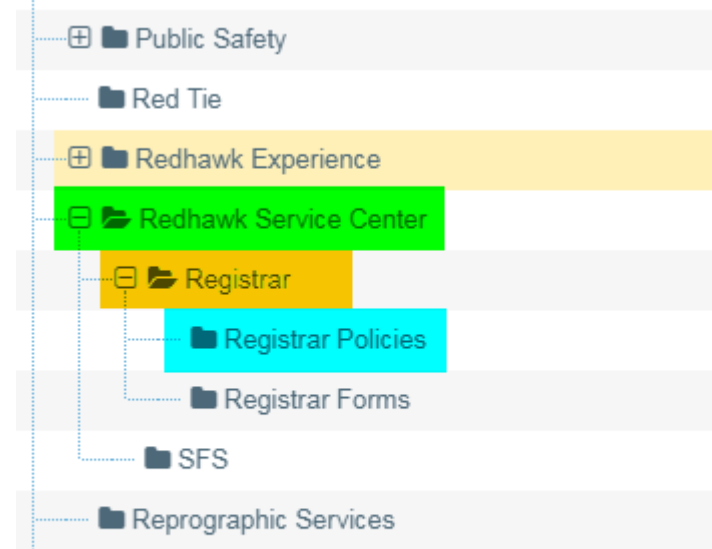 Public Safety
Red Tie
Redhawk Experience
Redhawk Service Center
Registrar
Registrar Policies
Registrar Forms
SFS
Reprographic Services